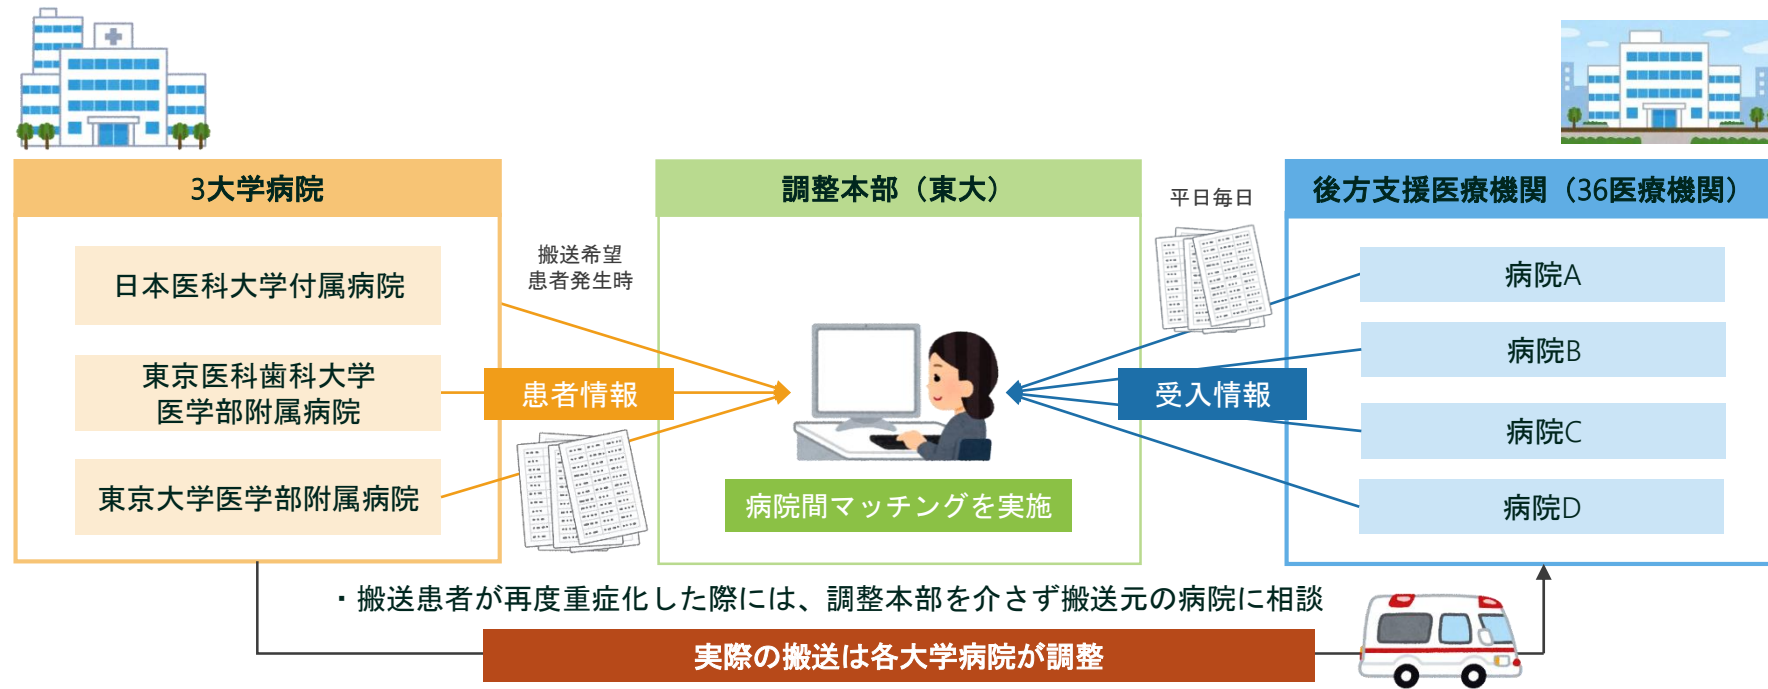 3大学病院
日本医科大学付属病院
東京医科歯科大学
医学部附属病院
東京大学医学部附属病院
搬送希望
患者発生時
患者情報
調整本部（東大）
病院間マッチングを実施
平日毎日
受入情報
後方支援医療機関（36医療機関）
病院A
病院B
病院C
病院D
・搬送患者が再度重症化した際には、調整本部を介さず搬送元の病院に相談
実際の搬送は各大学病院が調整